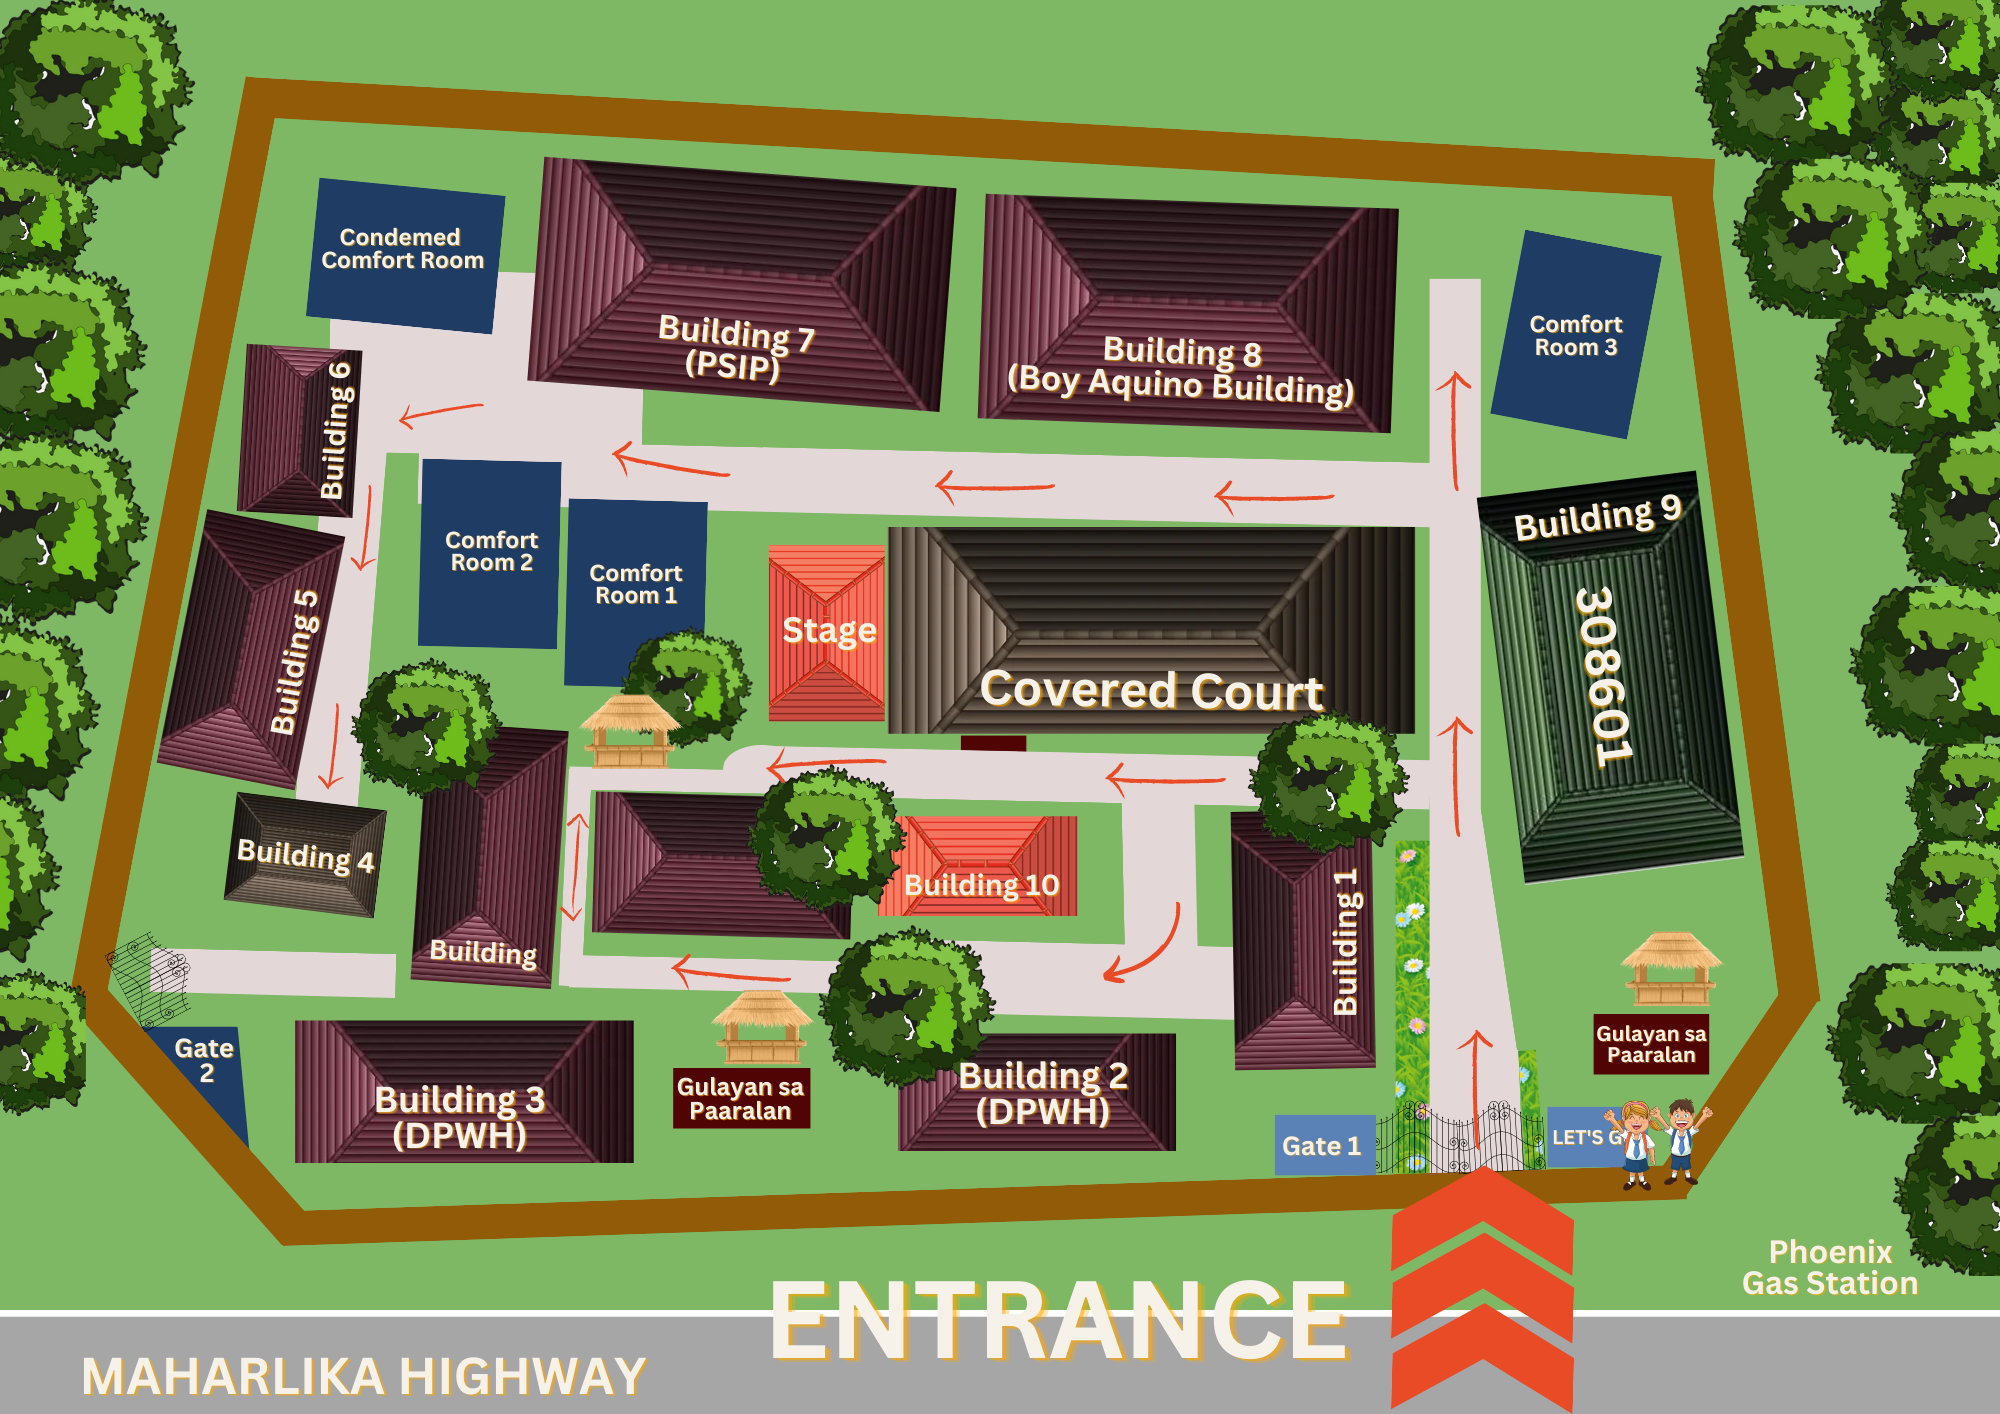 Condemed
Comfort Room
Building 7
(PSIP)
Building 8
(Boy Aquino Building)
Comfort
Room 3
Building 6
Comfort
Room 2
Comfort
Room 1
Building 9
308601
Stage
Covered Court
Building 5
Building 4
Building
Building 10
Building 1
Gate
2
Building 3
(DPWH)
Gulayan sa
Paaralan
Building 2
(DPWH)
Gulayan sa
Paaralan
Gate 1
LET'S G
Phoenix
Gas Station
ENTRANCE
MAHARLIKA HIGHWAY